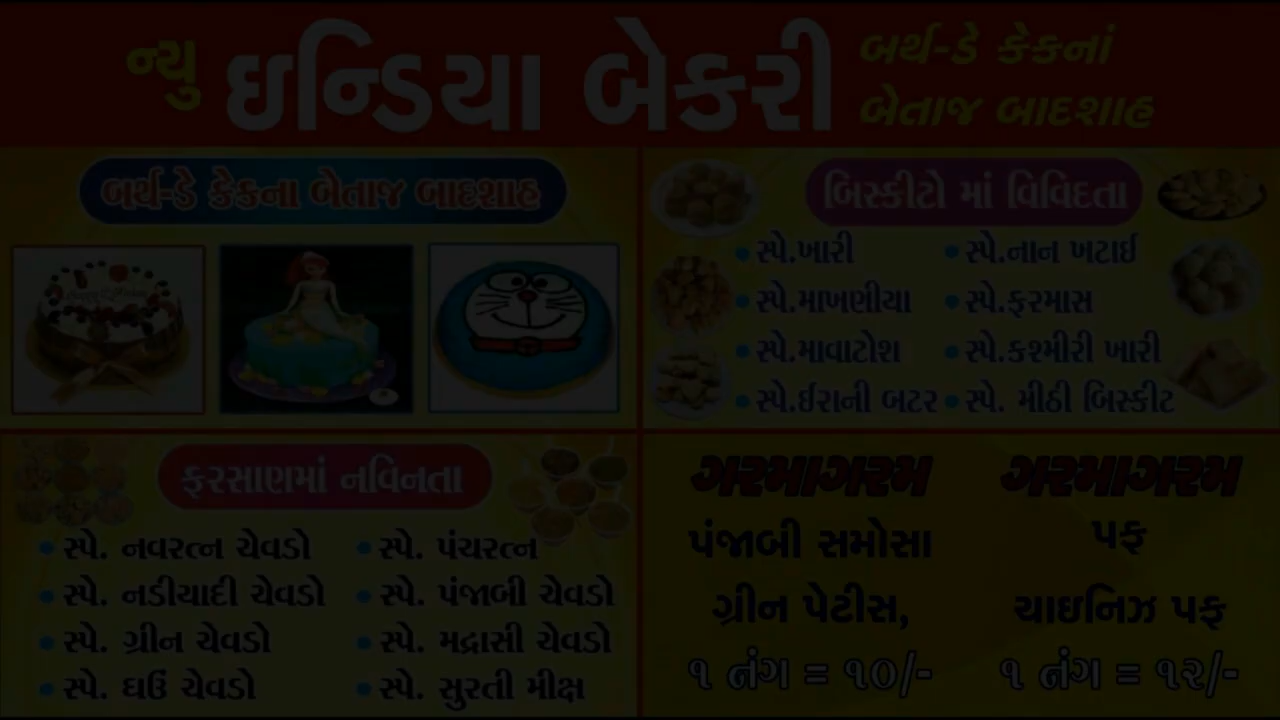 ન્યુ ઇન્ડિયા બેકરી
બર્થ-ડે કેકનાં
બેતાજ બાદશાહ
બર્થ-ડે કેકના બેતાજ બાદશાહ
બિસ્કીટો માં વિવિદતા
સ્પે.ખારી
સ્પે.નાન ખટાઈ
સ્પે.માખણીયા
સ્પે.ફરમાસ
સ્પે.માવાટોશ
સ્પે.કશ્મીરી ખારી
સ્પે.ઈરાની બટર
સ્પે. મીઠી બિસ્કીટ
ફરસાણમાં નવિનતા
સ્પે. નવરત્ન ચેવડો
સ્પે. પંચરત્ન
સ્પે. નડીયાદી ચેવડો
સ્પે. પંજાબી ચેવડો
સ્પે. ગ્રીન ચેવડો
સ્પે. મદ્રાસી ચેવડો
સ્પે. ઘઉં ચેવડો
સ્પે. સુરતી મીક્ષ
ગરમાગરમ
પંજાબી સમોસા
ગ્રીન પેટીસ,
૧ નંગ = ૧૦/-
ગરમાગરમ
પફ
ચાઇનિઝ પફ
૧ નંગ = ૧૨/-